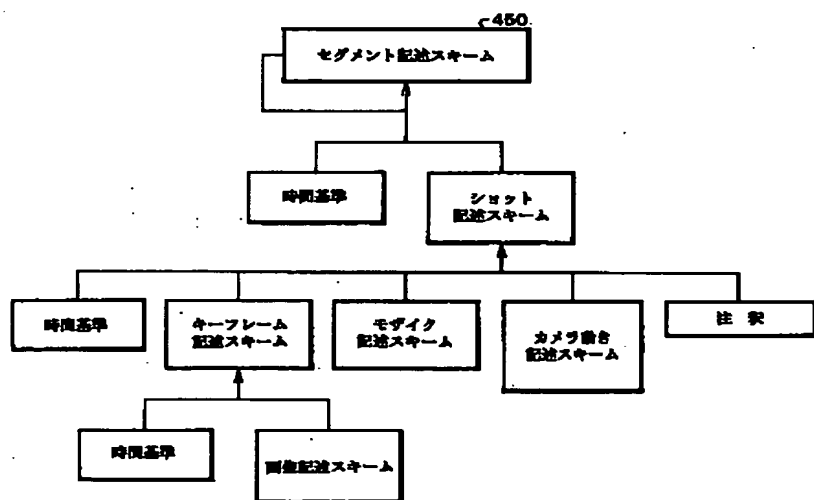 450
セグメント記述スキーム
時間基準
ショット
記述スキーム
時間基準
キーフレーム
記述スキーム
モザイク
記述スキーム
カメラ動き
記述スキーム
注 釈
時間基準
画像記述スキーム